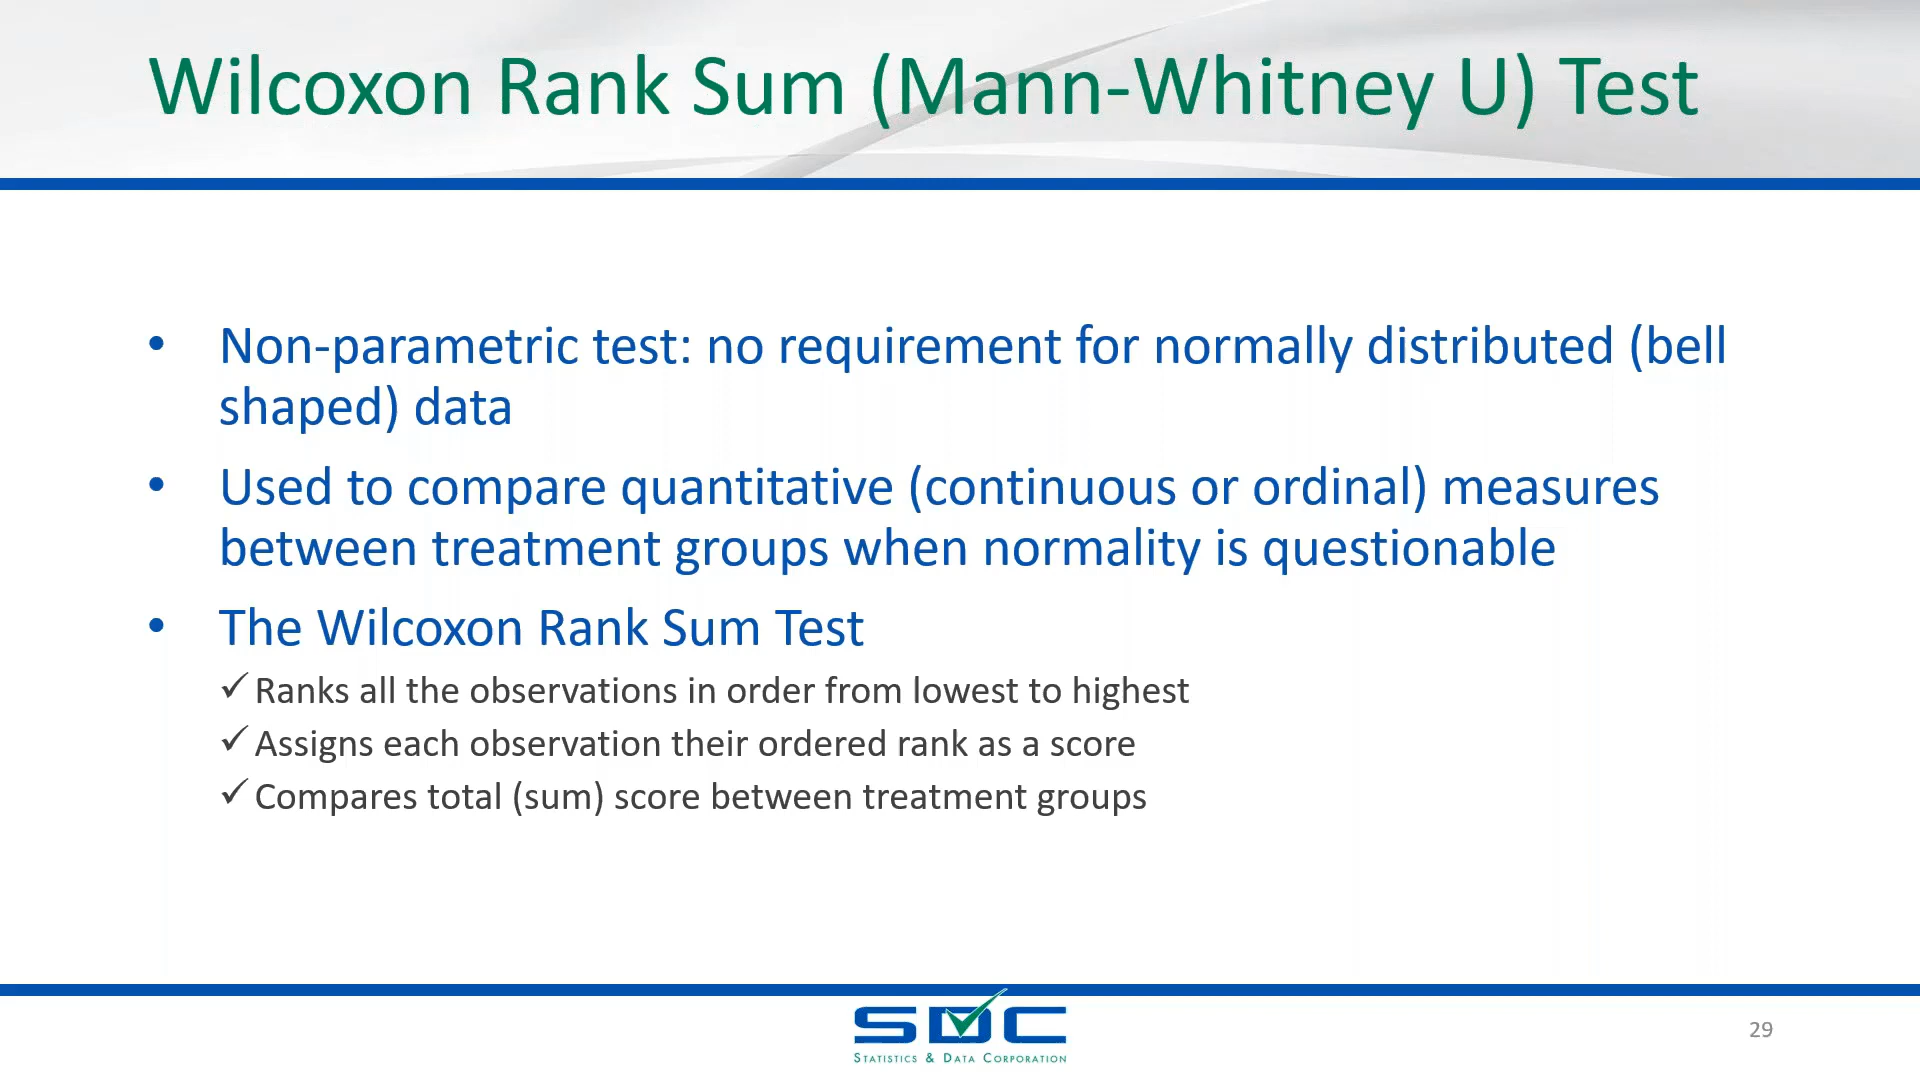 Wilcoxon Rank Sum (Mann-Whitney U) Test
• Non-parametric test: no requirement for normally distributed (bell
shaped) data
• Used to compare quantitative (continuous or ordinal) measures
between treatment groups when normality is questionable
• The Wilcoxon Rank Sum Test
✓ Ranks all the observations in order from lowest to highest
✓ Assigns each observation their ordered rank as a score
✓ Compares total (sum) score between treatment groups
SDC
STATISTICS & DATA CORPORATION
29